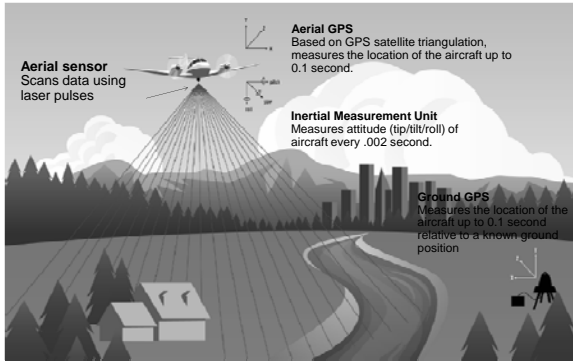 Aerial GPS
Based on GPS satellite triangulation,
measures the location of the aircraft up to
0.1 second.
Aerial sensor
Scans data using
laser pulses
Inertial Measurement Unit
Measures attitude (tip/tilt/roll) of
aircraft every .002 second.
Ground GPS
Measures the location of the
aircraft up to 0.1 second
relative to a known ground
position